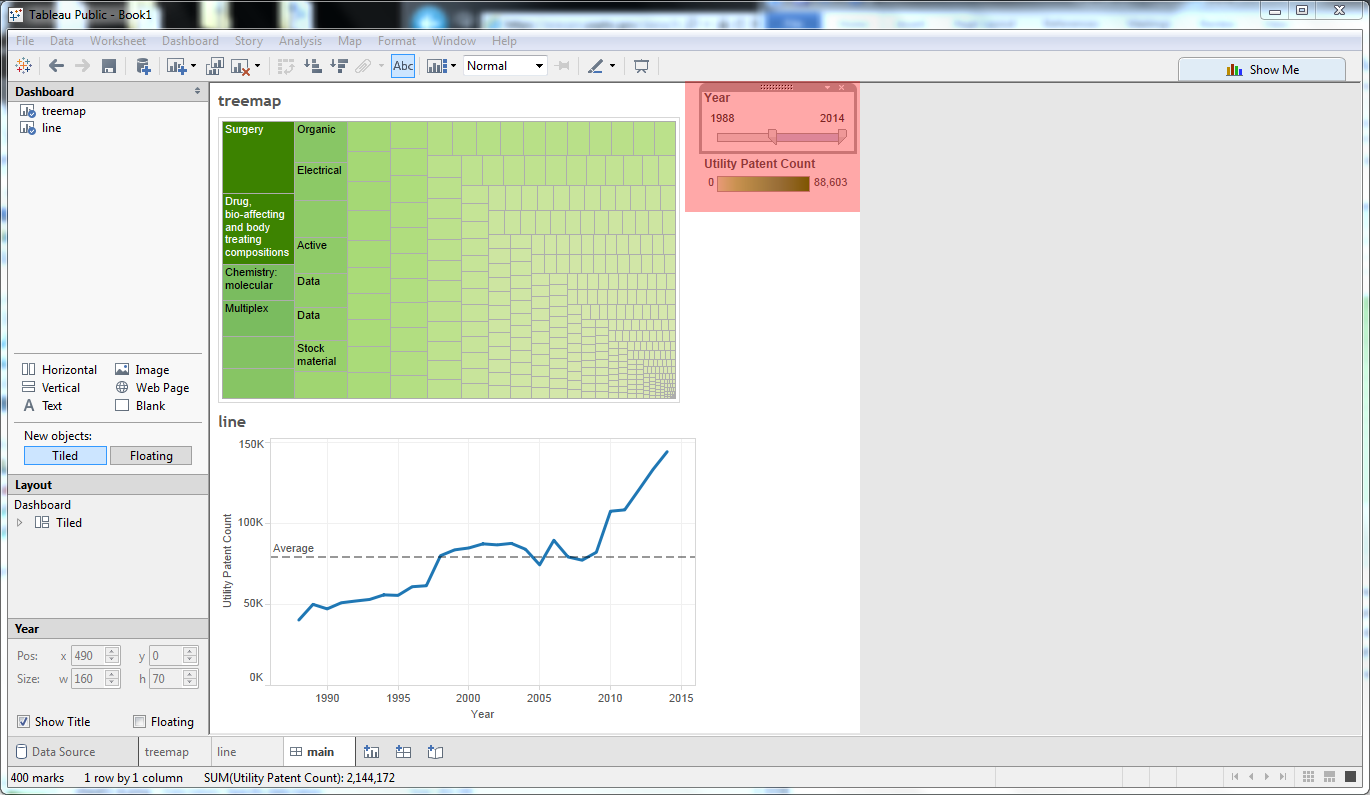 Tableau Public - Book1
File Data Worksheet Dashboard Story Analysis Map Format Window Help
Abc Normal Show Me
Dashboard
treemap
line
Horizontal Image
Vertical Web Page
A Text Blank
New objects:
Tiled Floating
Layout
Dashboard
Tiled
Year
Pos: x 490 y 0
Size: w 160 h 70
Show Title Floating
treemap
Surgery
Drug,
bio-affecting
and body
treating
compositions
Chemistry:
molecular
Multiplex
Organic
Electrical
Active
Data
Data
Stock
material
Year
1988 2014
Utility Patent Count
0 88,603
line
150K
100K
50K
0K
Utility Patent Count
Average
1990 1995 2000 2005 2010 2015
Year
Data Source treemap line main
400 marks 1 row by 1 column SUM(Utility Patent Count): 2,144,172